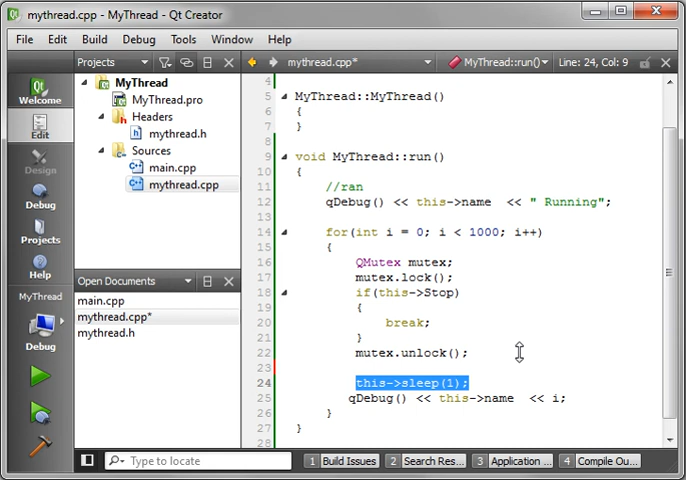 mythread.cpp - MyThread - Qt Creator
File Edit Build Debug Tools Window Help
Projects
mythread.cpp*
MyThread::run()
Line: 24, Col: 9
Welcome
Edit
Design
Debug
Projects
Help
MyThread
Debug
MyThread
MyThread.pro
Headers
mythread.h
Sources
main.cpp
mythread.cpp
Open Documents
main.cpp
mythread.cpp*
mythread.h
4
5 MyThread::MyThread()
6 {
7 }
8
9 void MyThread::run()
10 {
11 //ran
12 qDebug() << this->name << " Running";
13
14 for(int i = 0; i < 1000; i++)
15 {
16 QMutex mutex;
17 mutex.lock();
18 if(this->Stop)
19 {
20 break;
21 }
22 mutex.unlock();
23
24 this->sleep(1);
25 qDebug() << this->name << i;
26 }
27 }
28
Type to locate
1 Build Issues
2 Search Res...
3 Application ...
4 Compile Ou...